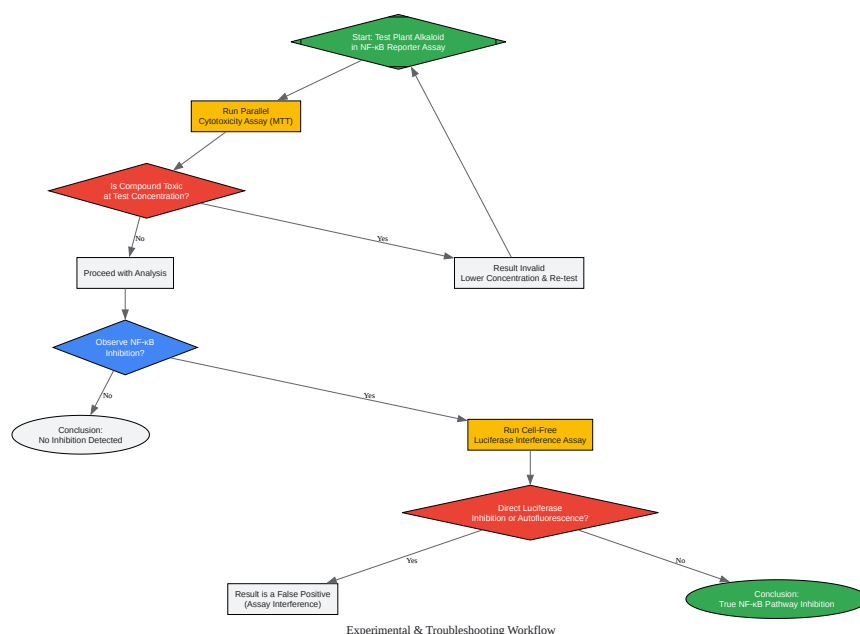 Start: Test Plant Alkaloid
in NF-κB Reporter Assay
Run Parallel
Cytotoxicity Assay (MTT)
Is Compound Toxic
at Test Concentration?
No
Yes
Proceed with Analysis
Result Invalid
Lower Concentration & Re-test
Observe NF-κB
Inhibition?
No
Yes
Conclusion:
No Inhibition Detected
Run Cell-Free
Luciferase Interference Assay
Direct Luciferase
Inhibition or Autofluorescence?
Yes
No
Result is a False Positive
(Assay Interference)
Conclusion:
True NF-κB Pathway Inhibition
Experimental & Troubleshooting Workflow